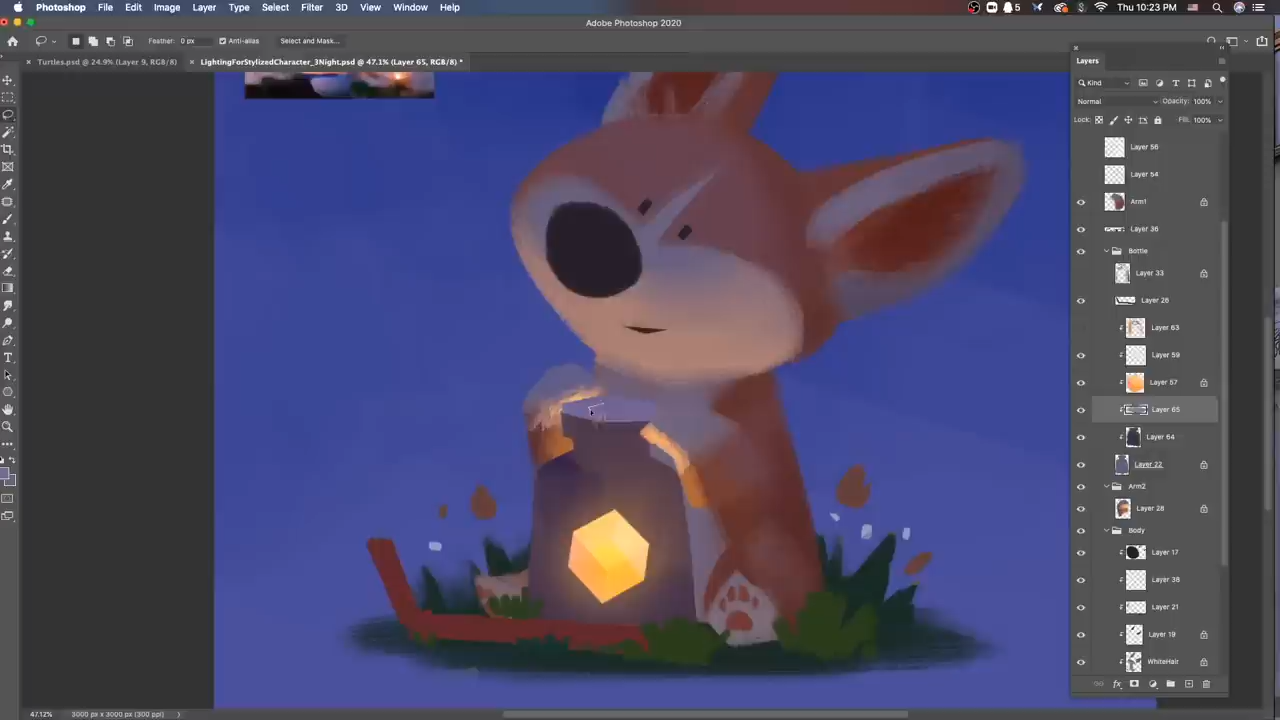 Photoshop File Edit Image Layer Type Select Filter 3D View Window Help 5 Thu 10:23 PM
Adobe Photoshop 2020
Feather: 0 px Anti-alias Select and Mask...
Turtles.psd @ 24.9% (Layer 9, RGB/8)
LightingForStylizedCharacter_3Night.psd @ 47.1% (Layer 65, RGB/8) *
Layers
Kind
Normal Opacity: 100%
Lock: Fill: 100%
Layer 56
Layer 54
Arm1
Layer 36
Bottle
Layer 33
Layer 26
Layer 63
Layer 59
Layer 57
Layer 65
Layer 64
Layer 22
Arm2
Layer 28
Body
Layer 17
Layer 38
Layer 21
Layer 19
WhiteHair
fx
47.12% 3000 px x 3000 px (300 ppi)